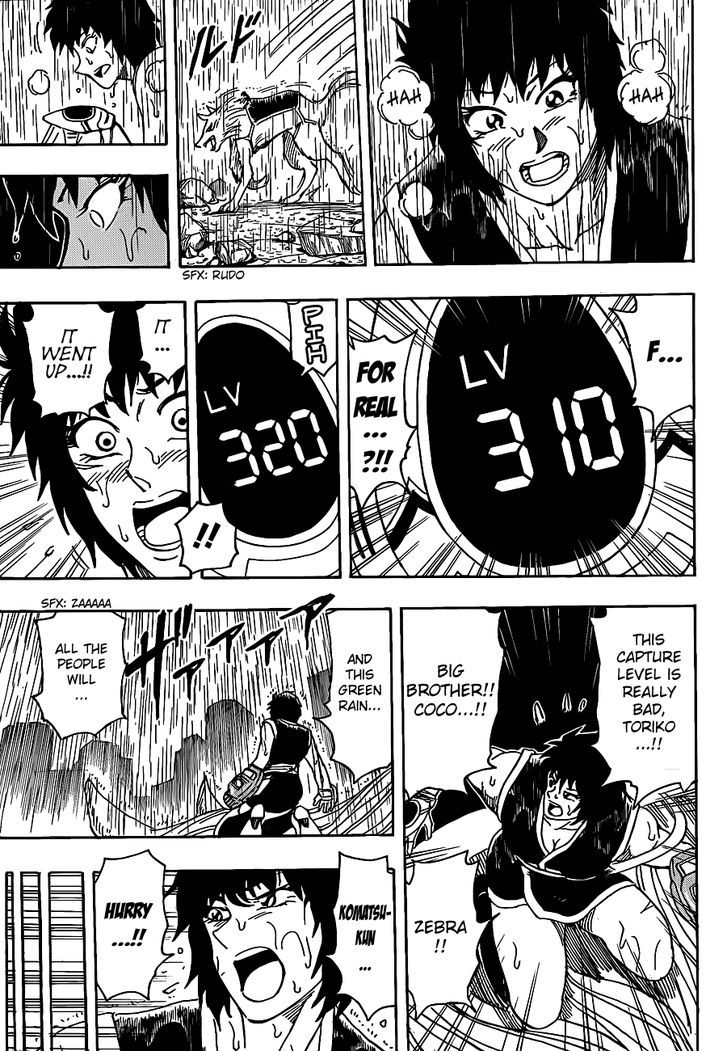 HAH
HAH
ルド
SFX: RUDO
F...
LV
310
FOR
REAL
...
?!!
PIH
LV
320
!!
IT
...
IT
WENT
UP...!!
THIS
CAPTURE
LEVEL IS
REALLY
BAD,
TORIKO
...!!
BIG
BROTHER!!
COCO...!!
ZEBRA
!!
SFX: ZAAAAA
ザァァァァ
AND
THIS
GREEN
RAIN...
ALL THE
PEOPLE
WILL
...
KOMATSU-
KUN
...
HURRY
...!!